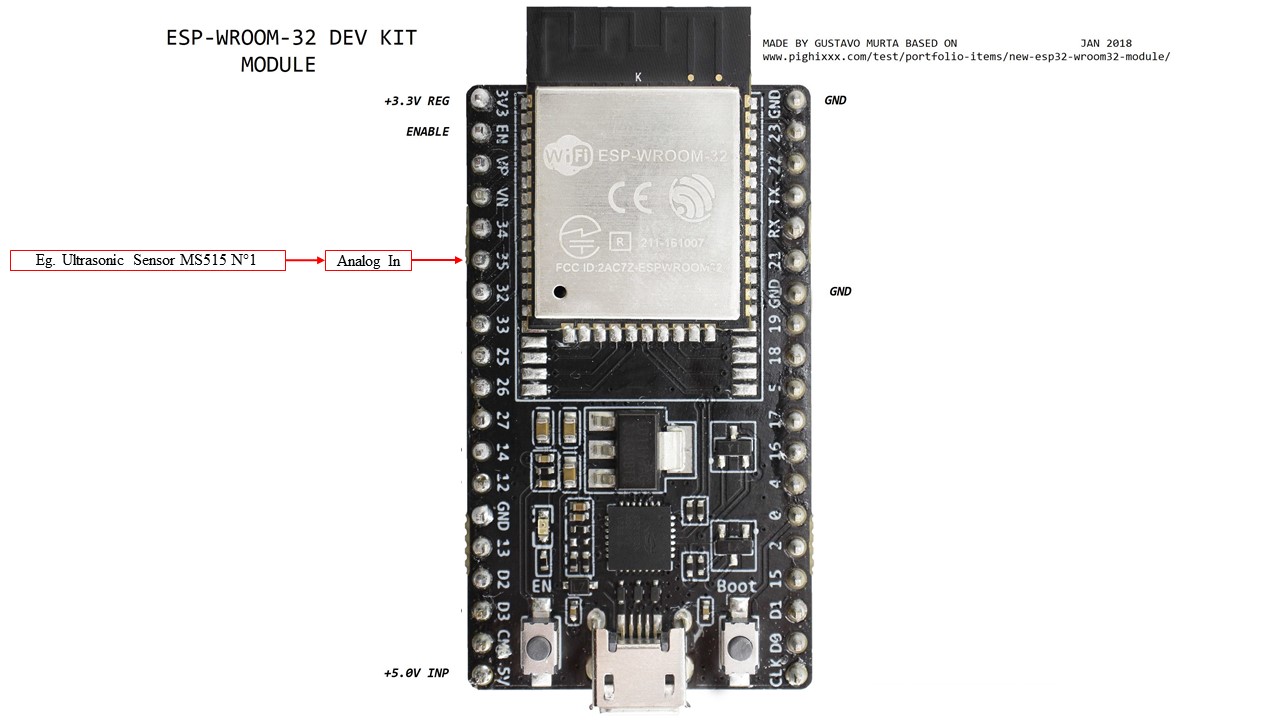 ESP-WROOM-32 DEV KIT
MODULE
MADE BY GUSTAVO MURTA BASED ON JAN 2018
www.pighixxx.com/test/portfolio-items/new-esp32-wroom32-module/
+3.3V REG
ENABLE
Eg. Ultrasonic Sensor MS515 N°1
Analog In
+5.0V INP
GND
GND
K
WiFi ESP-WROOM-32
CE
R 211-161007
FCC ID:2AC7Z-ESPWROOM32
3V3
EN
VP
VN
34
35
32
33
25
26
27
14
12
GND
13
D2
D3
5V
GND
23
22
TX
RX
21
GND
19
18
5
17
16
4
0
2
15
D1
D0
CLK
EN
Boot